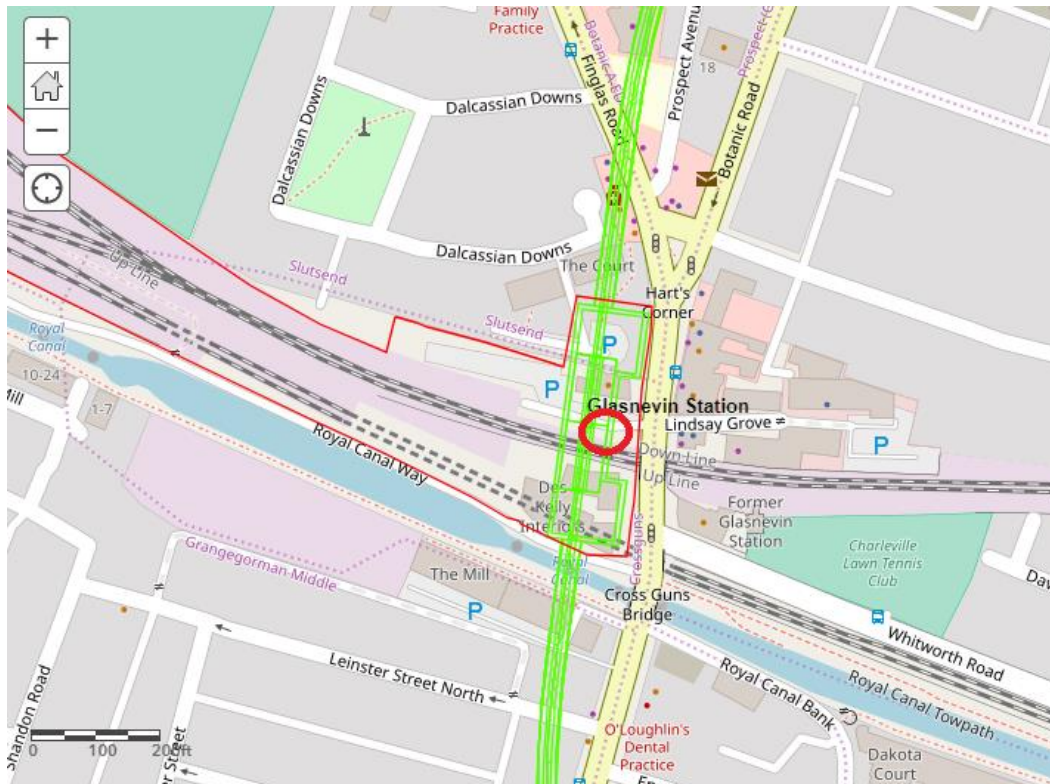 Family
Practice
Botanic Road
Finglas Road
Prospect Avenue
18
Botanic Road
Dalcassian Downs
Dalcassian Downs
Dalcassian Downs
Up Line
Slutsend
The Court
Hart's
Corner
Slutsend
P
Royal
Canal
10-24
1-7
Mill
P
Glasnevin Station
Lindsay Grove
P
Down Line
Up Line
Royal Canal Way
Des
Kelly
Interiors
Former
Glasnevin
Station
Crossguns
Charleville
Lawn Tennis
Club
Grangegorman Middle
The Mill
Royal
Canal
P
Cross Guns
Bridge
Whitworth Road
Leinster Street North
Royal Canal Bank
Royal Canal Towpath
Shandon Road
O'Loughlin's
Dental
Practice
Dakota
Court
0 100 200ft